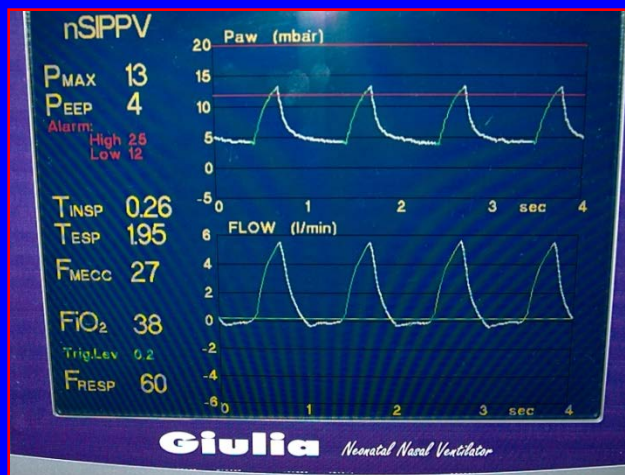 nSIPPV
PMAX 13
PEEP 4
Alarm:
High 25
Low 12
TINSP 0.26
TESP 1.95
FMECC 27
FiO2 38
Trig.Lev 0.2
FRESP 60
Paw (mbar)
20
15
10
5
0
-5
0 1 2 3 sec 4
FLOW (l/min)
6
4
2
0
-2
-4
-6
0 1 2 3 sec 4
Giulia Neonatal Nasal Ventilator